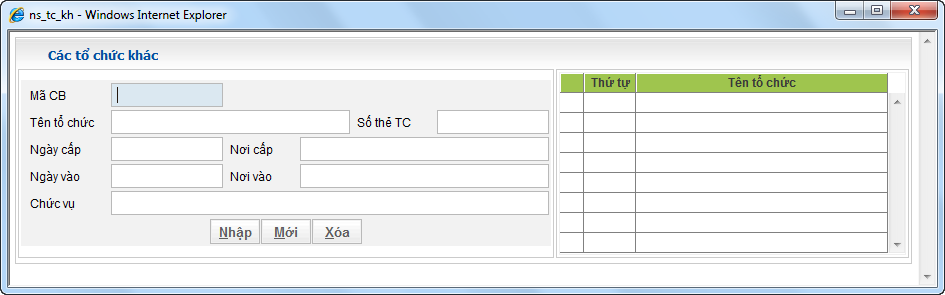 ns_tc_kh - Windows Internet Explorer
Các tổ chức khác
Mã CB
Tên tổ chức Số thẻ TC
Ngày cấp Nơi cấp
Ngày vào Nơi vào
Chức vụ
Nhập Mới Xóa
Thứ tự Tên tổ chức